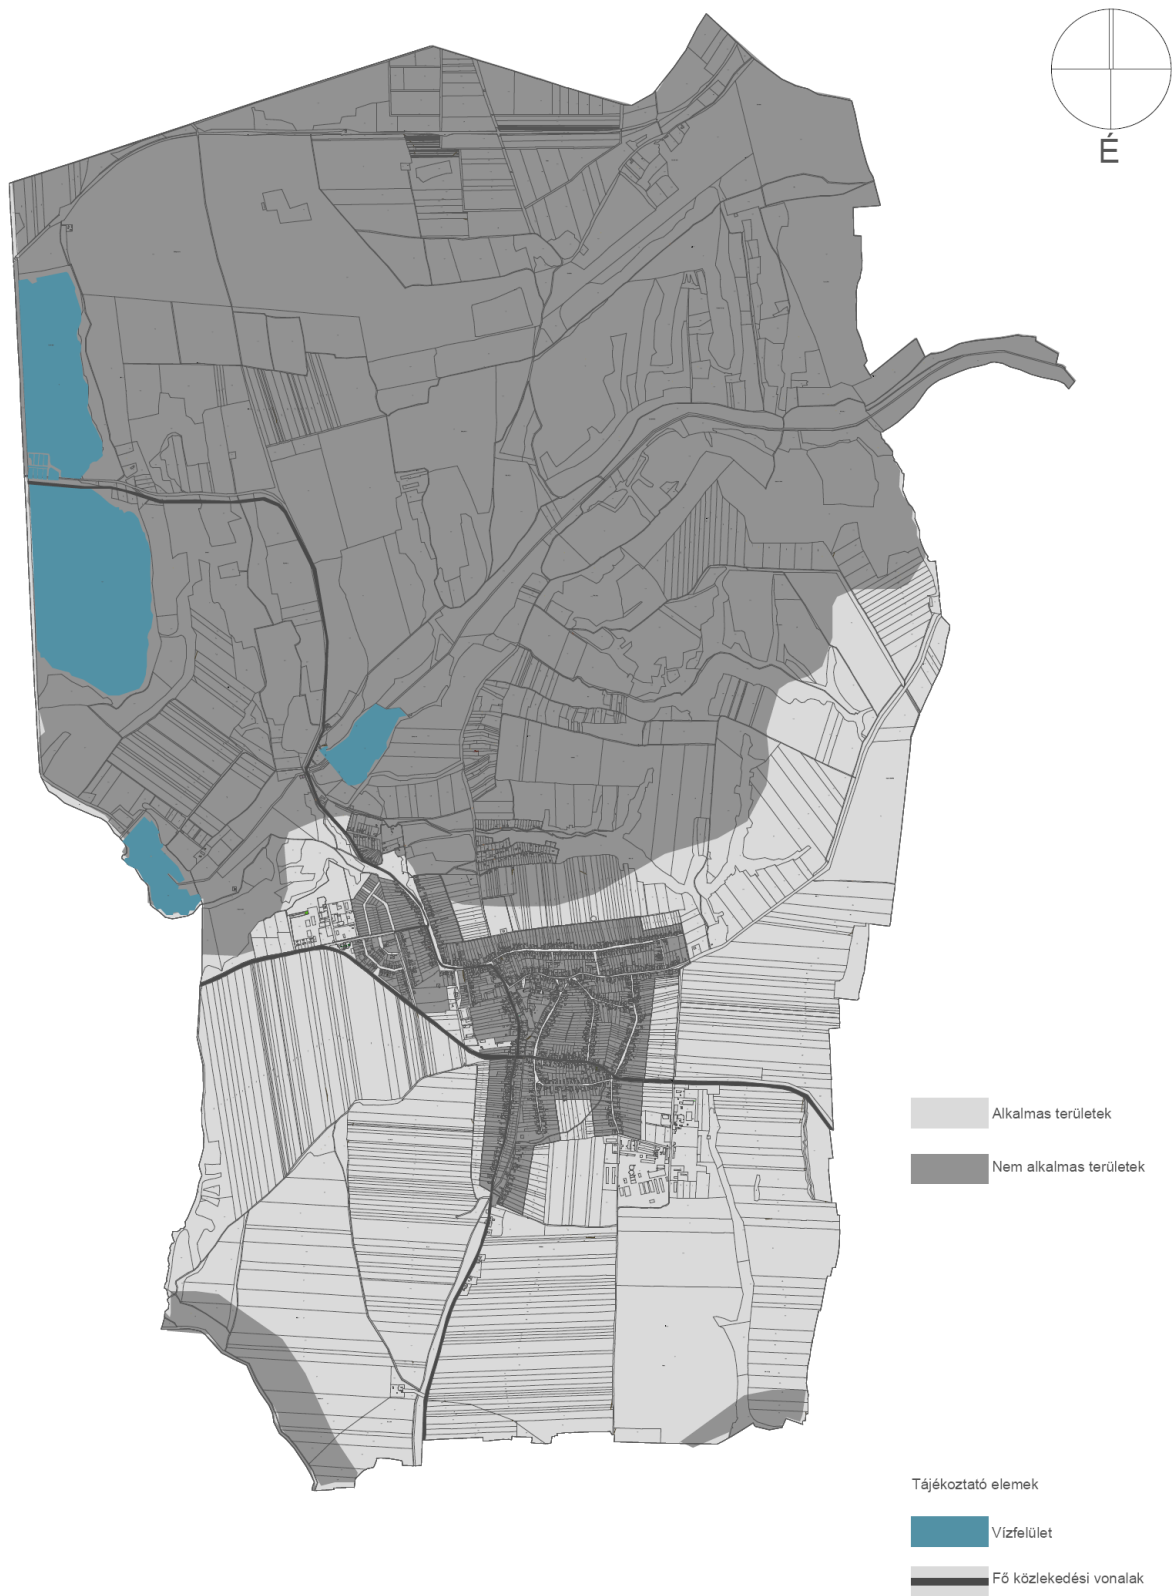 É
Alkalmas területek
Nem alkalmas területek
Tájékoztató elemek
Vízfelület
Fő közlekedési vonalak